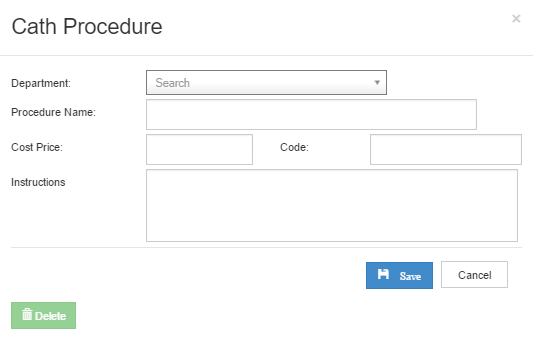 Cath Procedure ×
Department: Search
Procedure Name:
Cost Price: Code:
Instructions
Save Cancel
Delete